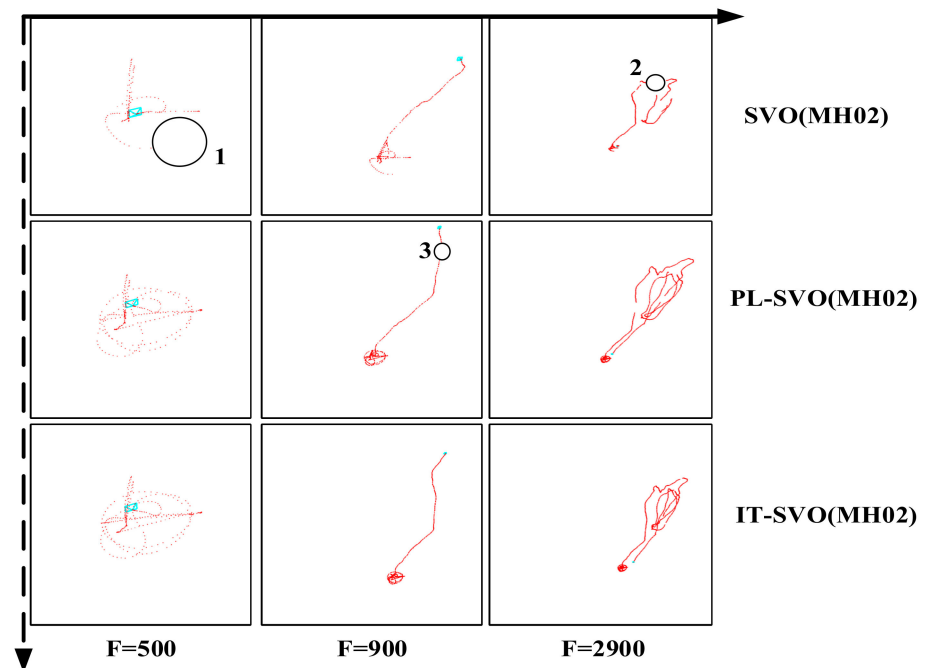 2
SVO(MH02)
1
3
PL-SVO(MH02)
IT-SVO(MH02)
F=500
F=900
F=2900